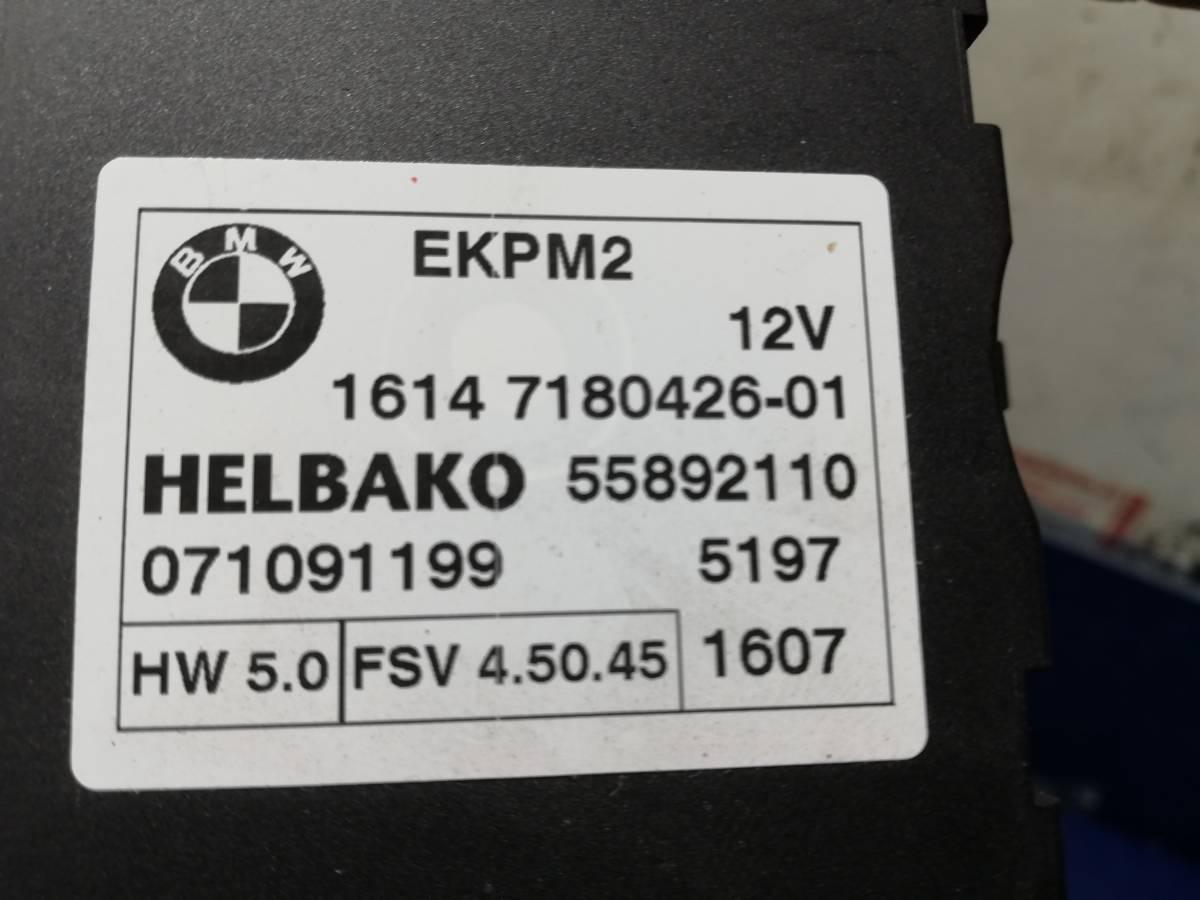 BMW
EKPM2
12V
1614 7180426-01
HELBAKO 55892110
071091199 5197
HW 5.0 FSV 4.50.45 1607